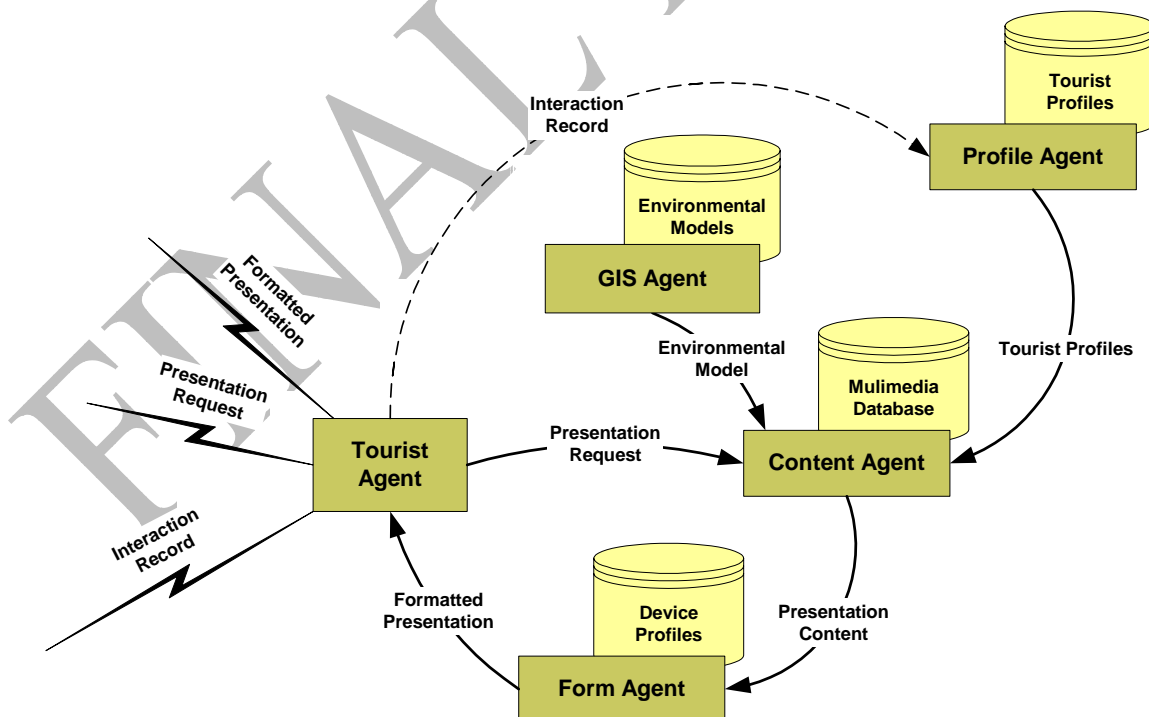 FINAL
Tourist
Profiles
Profile Agent
Interaction
Record
Environmental
Models
GIS Agent
Formatted
Presentation
Environmental
Model
Tourist Profiles
Mulimedia
Database
Presentation
Request
Tourist
Agent
Presentation
Request
Content Agent
Interaction
Record
Formatted
Presentation
Device
Profiles
Presentation
Content
Form Agent